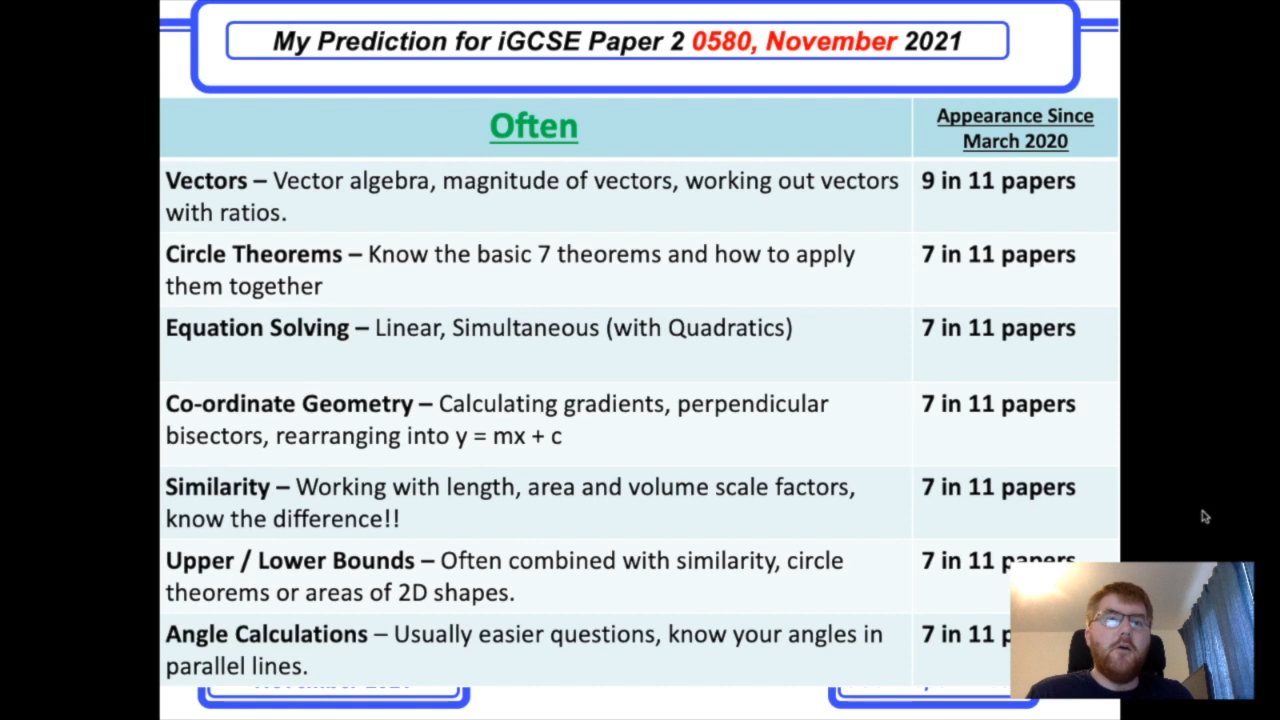 My Prediction for iGCSE Paper 2 0580, November 2021
Often
Appearance Since
March 2020
Vectors – Vector algebra, magnitude of vectors, working out vectors
with ratios.
9 in 11 papers
Circle Theorems – Know the basic 7 theorems and how to apply
them together
7 in 11 papers
Equation Solving – Linear, Simultaneous (with Quadratics)
7 in 11 papers
Co-ordinate Geometry – Calculating gradients, perpendicular
bisectors, rearranging into y = mx + c
7 in 11 papers
Similarity – Working with length, area and volume scale factors,
know the difference!!
7 in 11 papers
Upper / Lower Bounds – Often combined with similarity, circle
theorems or areas of 2D shapes.
7 in 11 papers
Angle Calculations – Usually easier questions, know your angles in
parallel lines.
7 in 11 p